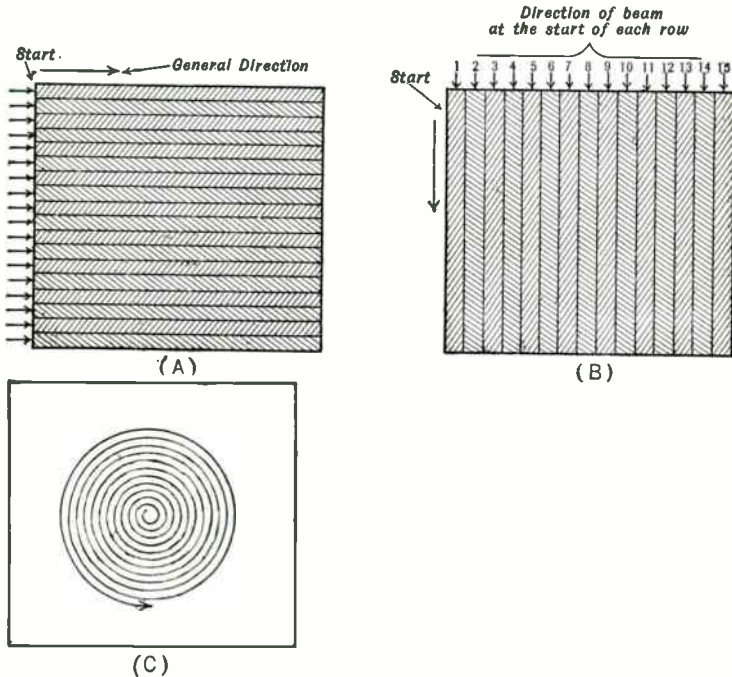 Start
General Direction
(A)
Direction of beam
at the start of each row
1 2 3 4 5 6 7 8 9 10 11 12 13 14 15
Start
(B)
(C)